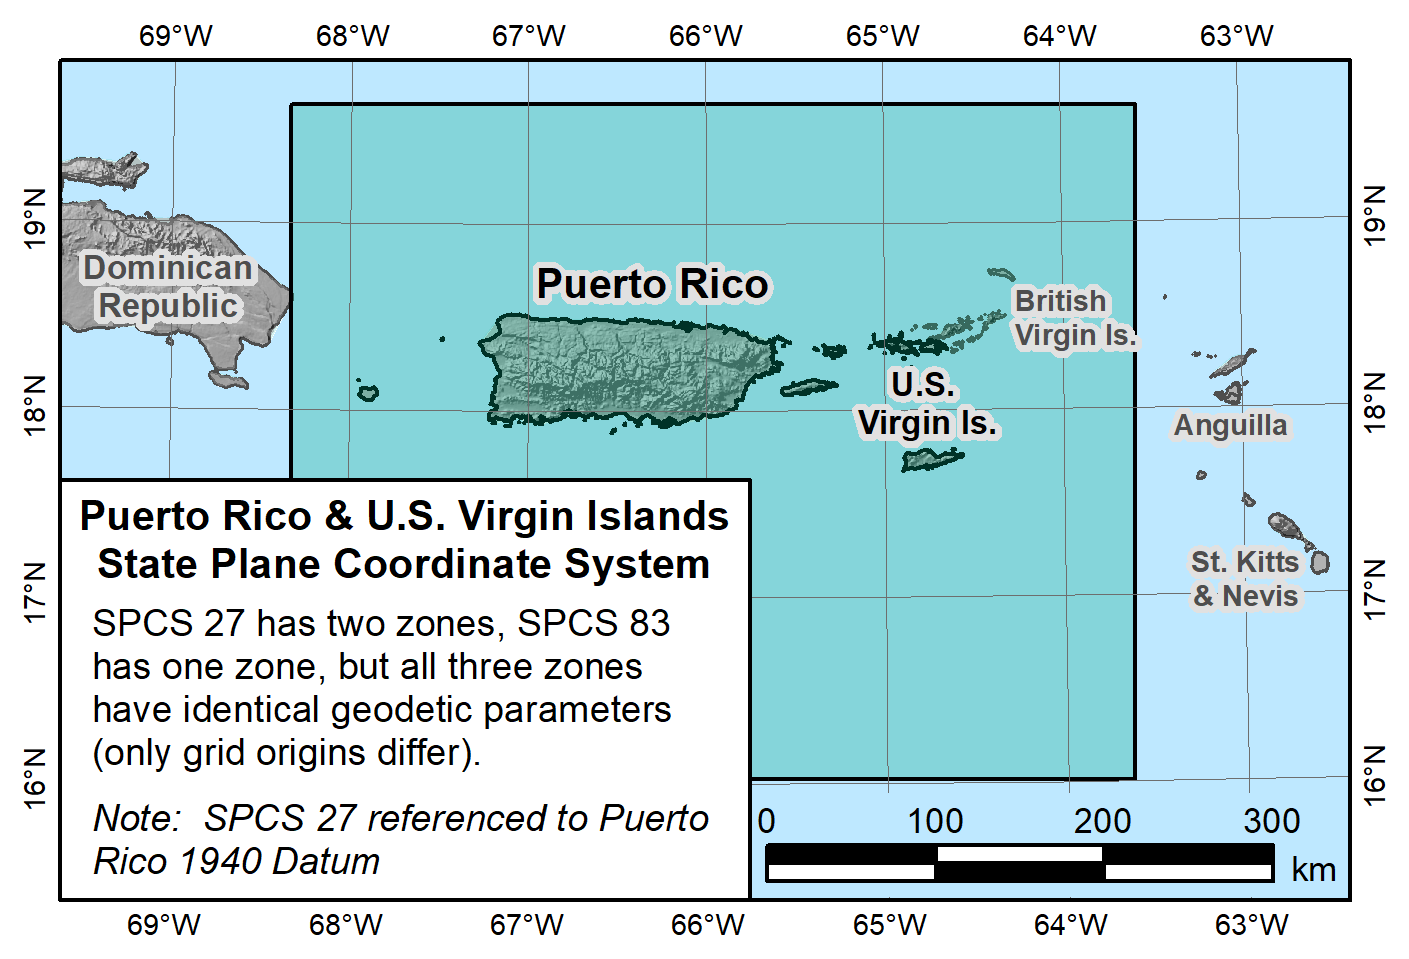 69°W 68°W 67°W 66°W 65°W 64°W 63°W
19°N
19°N
Dominican
Republic
Puerto Rico
British
Virgin Is.
18°N
18°N
U.S.
Virgin Is.
Anguilla
Puerto Rico & U.S. Virgin Islands
State Plane Coordinate System
St. Kitts
& Nevis
17°N
17°N
SPCS 27 has two zones, SPCS 83
has one zone, but all three zones
have identical geodetic parameters
(only grid origins differ).
16°N
16°N
Note: SPCS 27 referenced to Puerto
Rico 1940 Datum
0 100 200 300
km
69°W 68°W 67°W 66°W 65°W 64°W 63°W